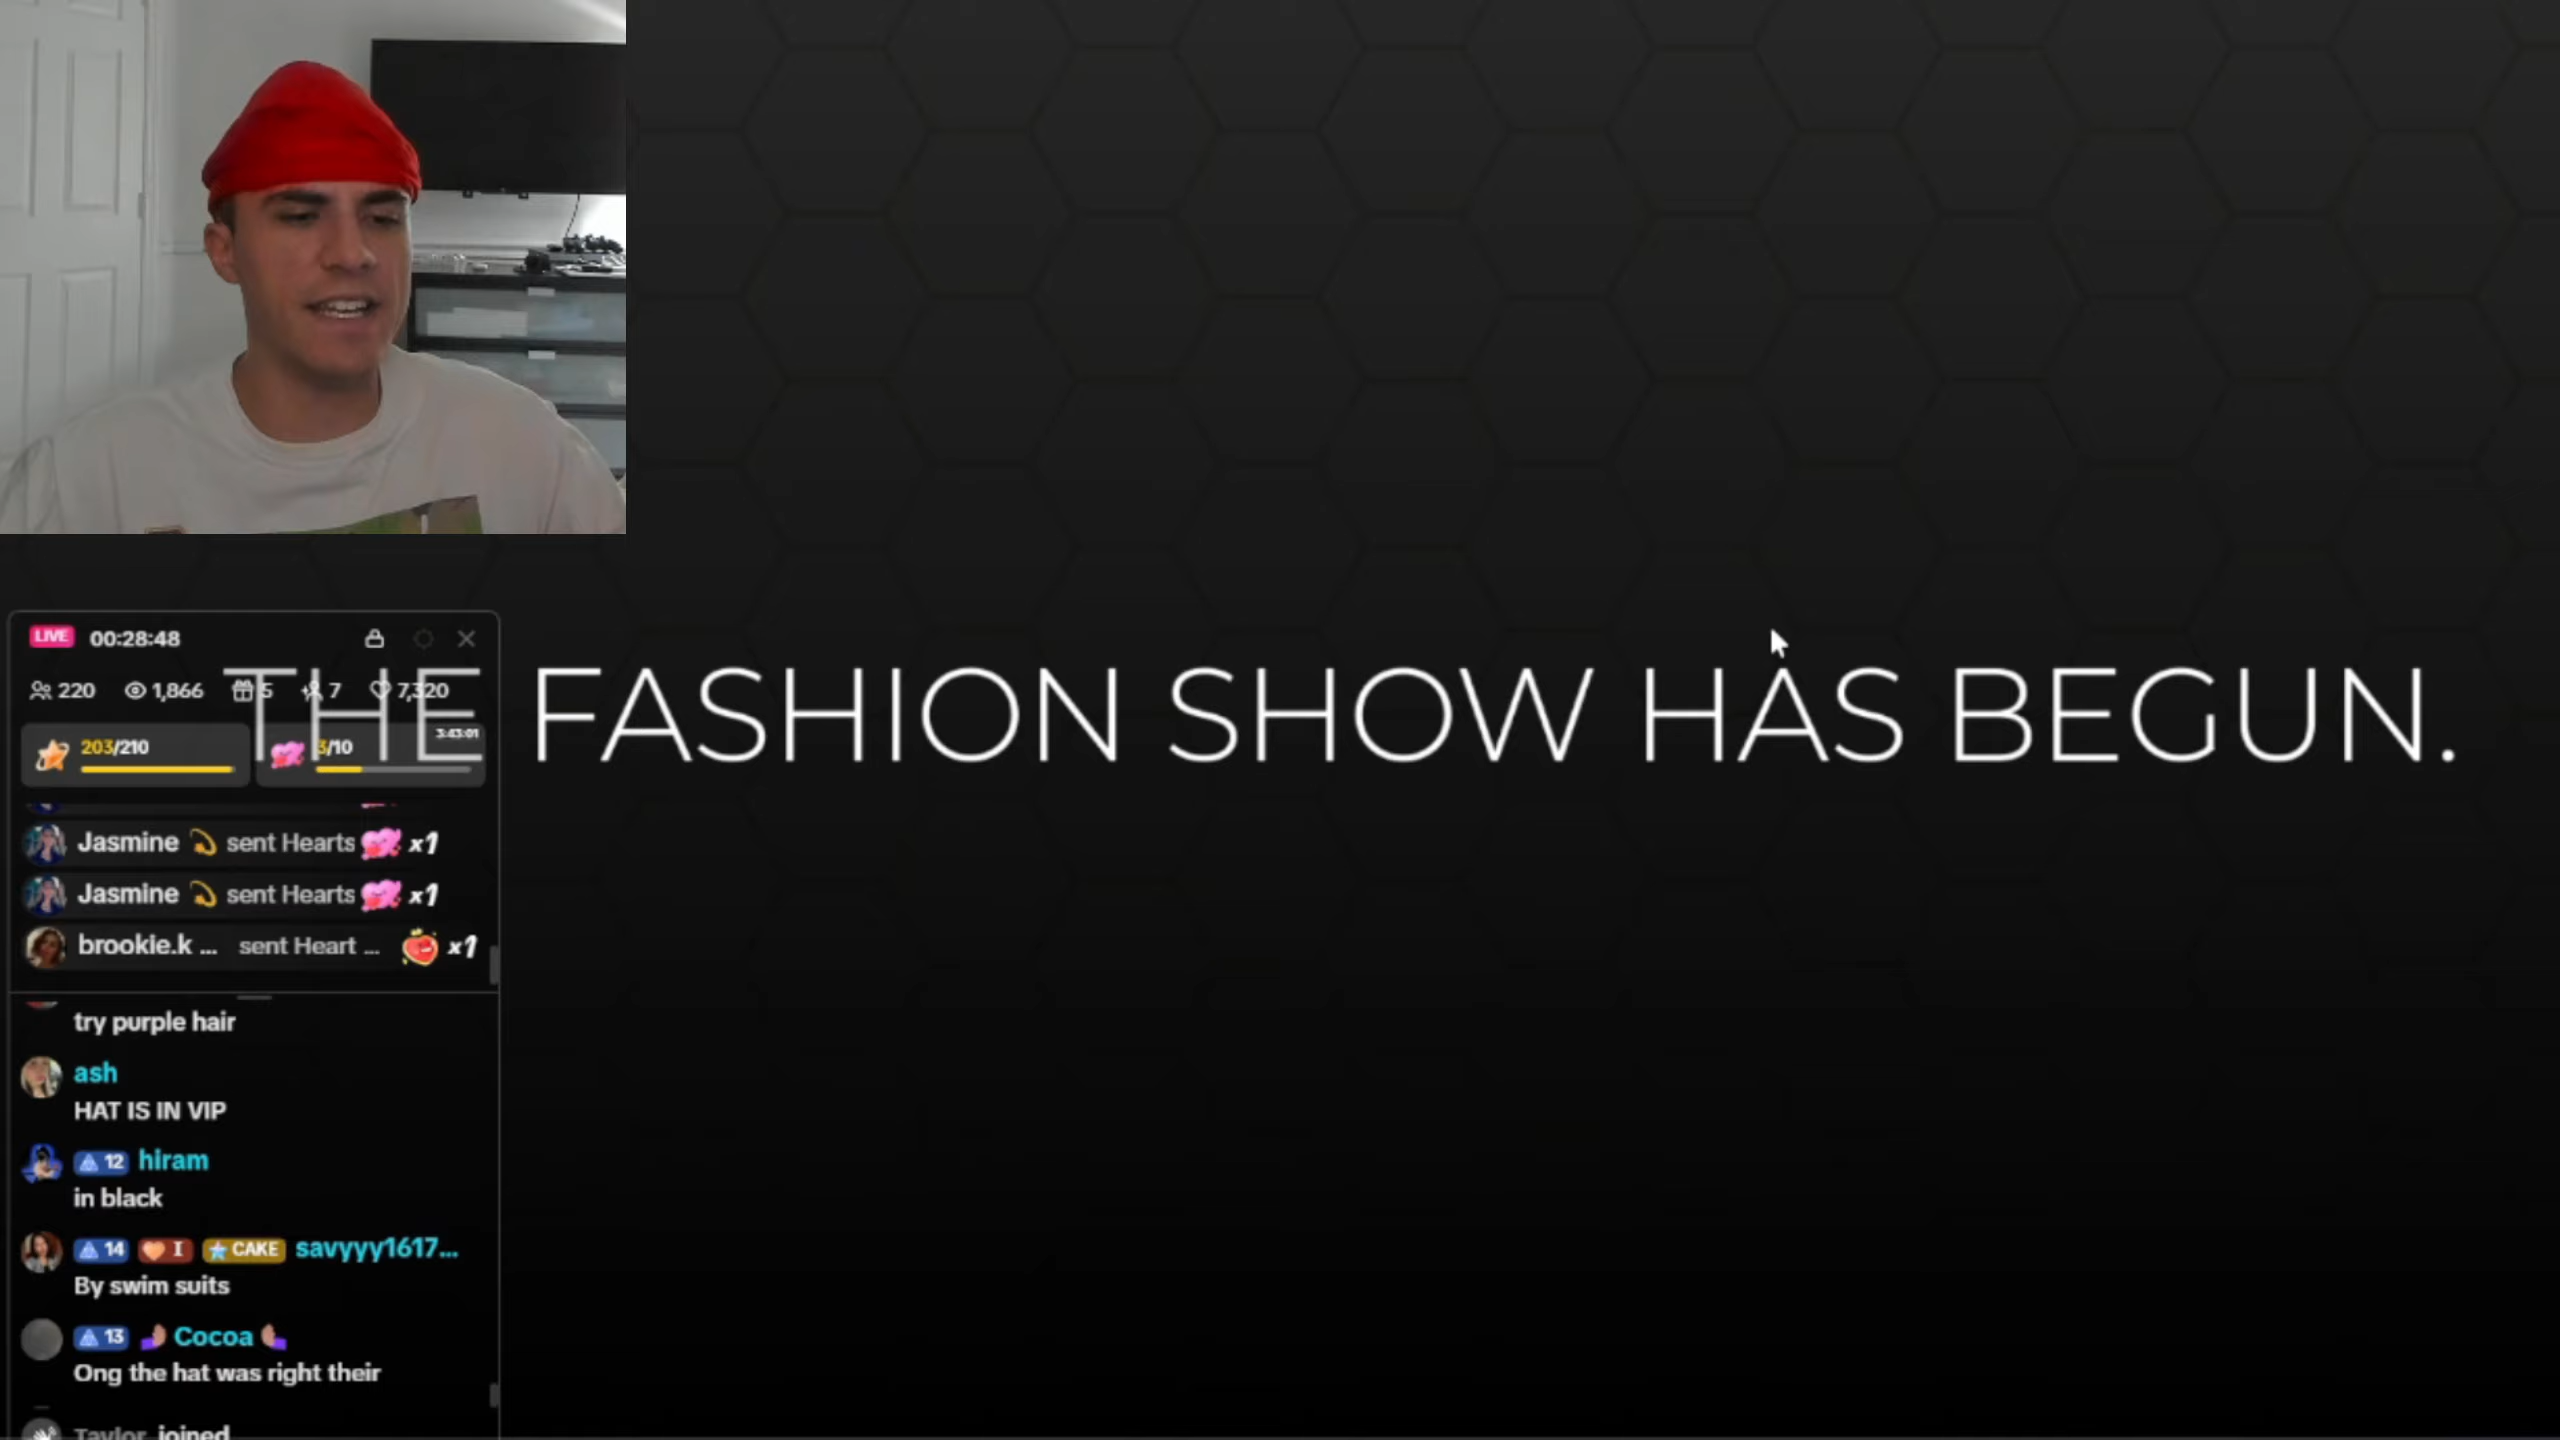 LIVE 00:28:48
220 1,866 5 7 7,320
THE FASHION SHOW HAS BEGUN.
203/210 3/10 3:43:01
Jasmine sent Hearts x1
Jasmine sent Hearts x1
brookie.k ... sent Heart ... x1
try purple hair
ash
HAT IS IN VIP
12 hiram
in black
14 I CAKE savyyy1617...
By swim suits
13 Cocoa
Ong the hat was right their
Taylor joined